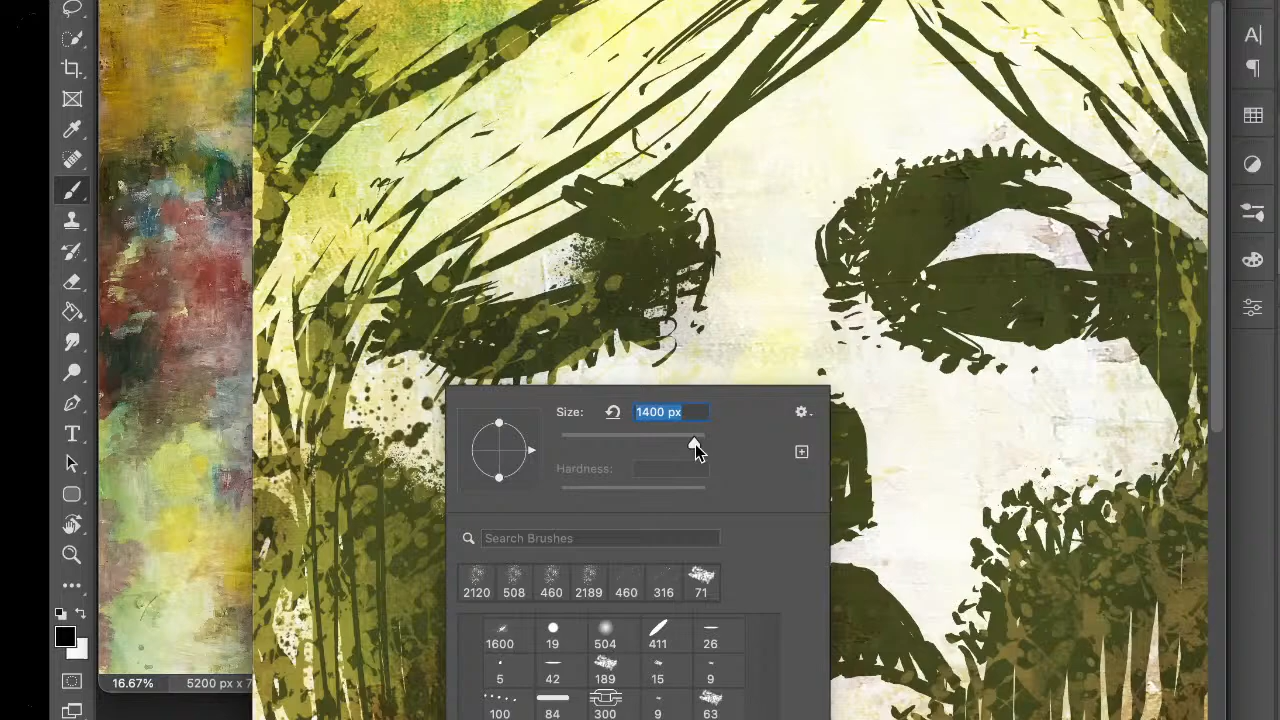 Size: 1400 px
Hardness:
Search Brushes
2120 508 460 2189 460 316 71
1600 19 504 411 26
5 42 189 15 9
100 84 300 9 63
16.67% 5200 px x 7